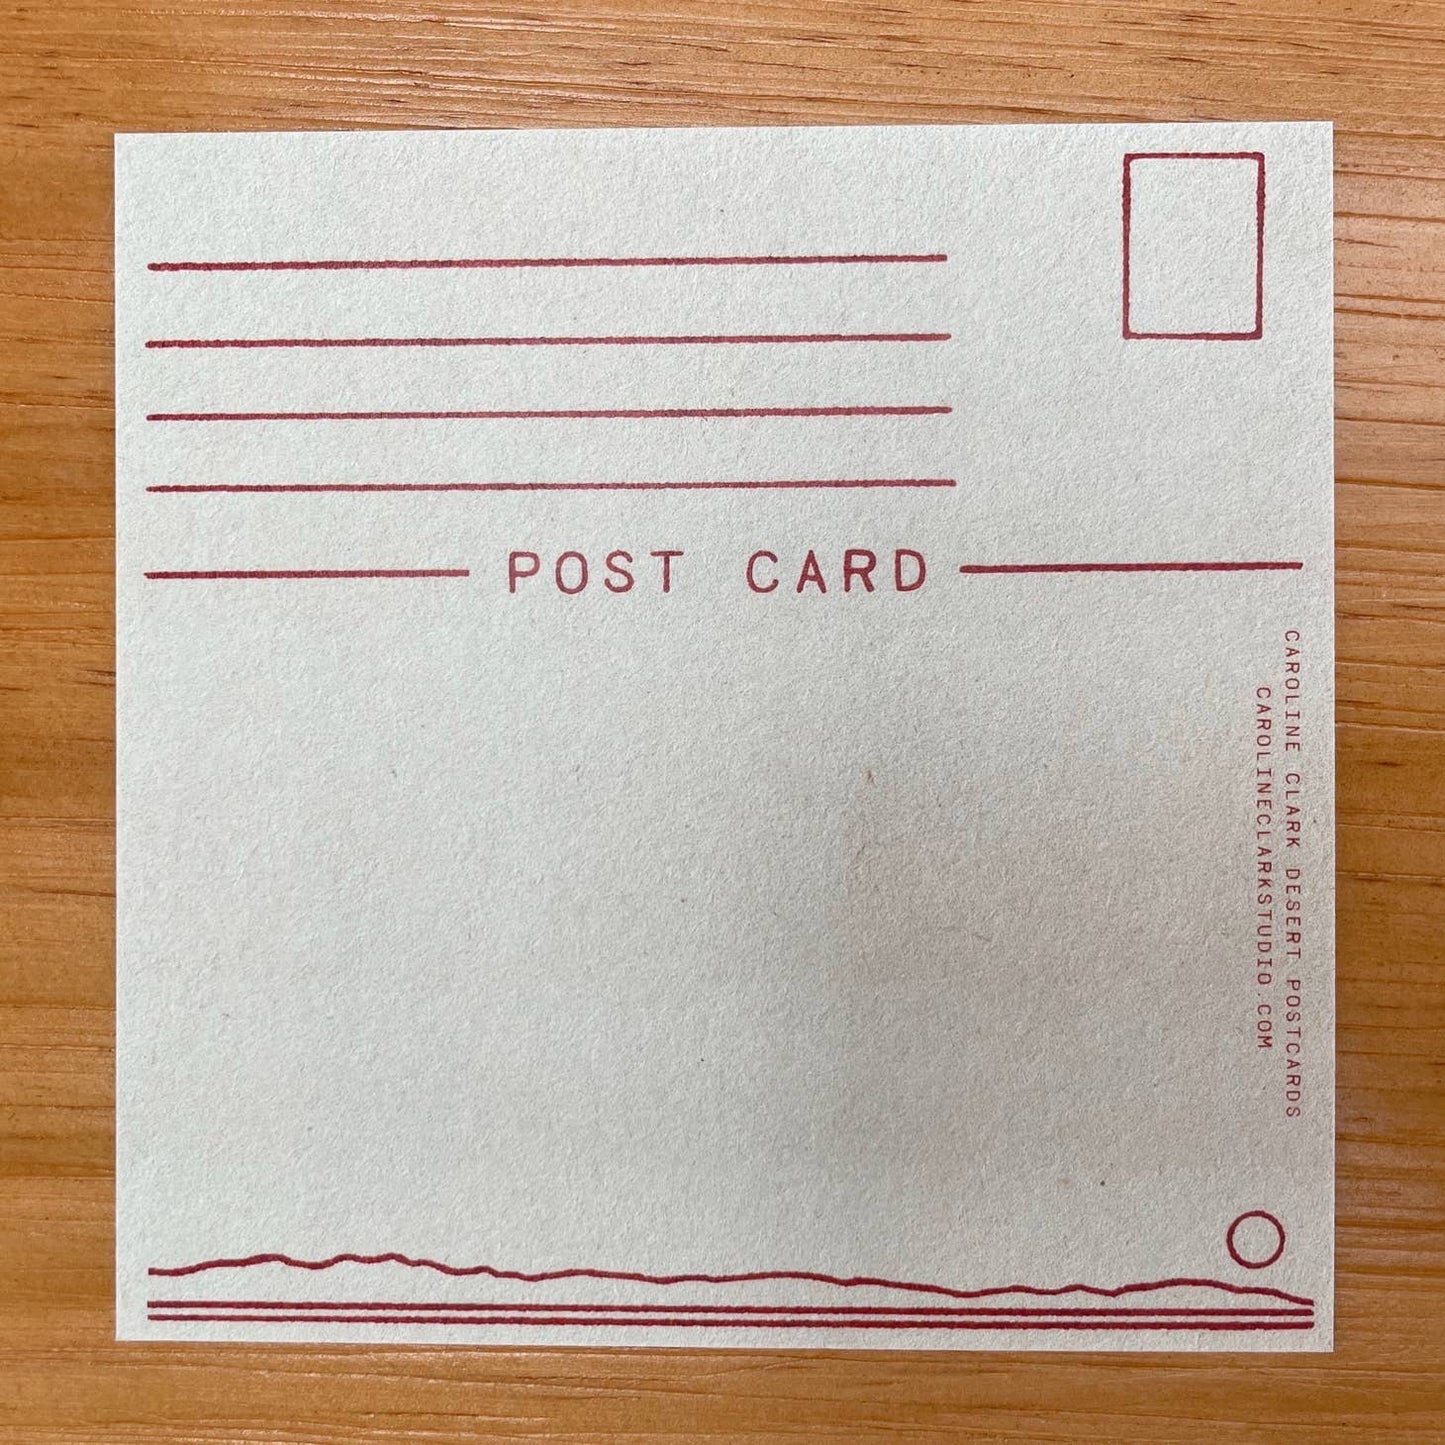 POST CARD
CAROLINE CLARK DESERT POSTCARDS
CAROLINECLARKSTUDIO.COM